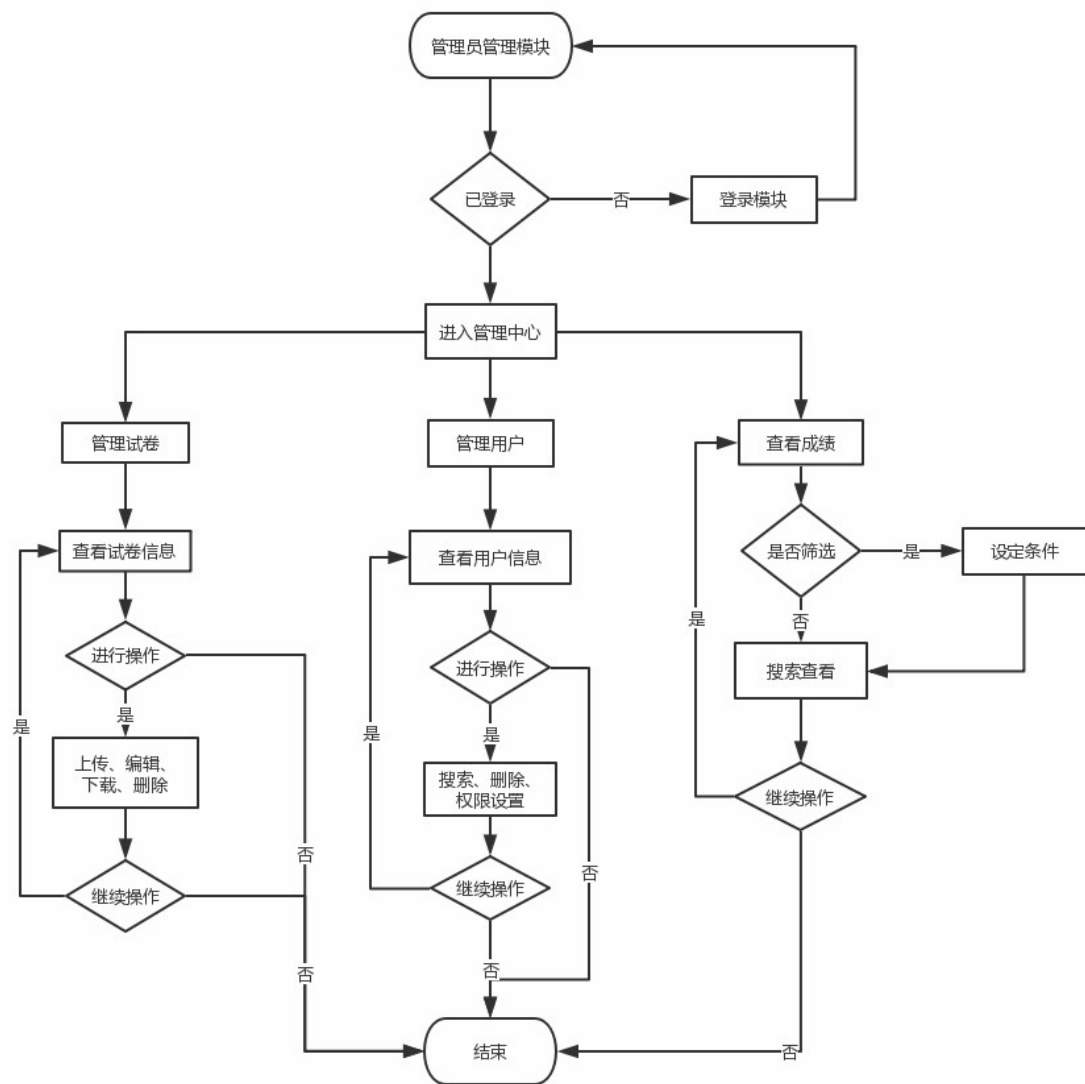 管理员管理模块
已登录
否
登录模块
进入管理中心
管理试卷
管理用户
查看成绩
查看试卷信息
查看用户信息
是否筛选
是
设定条件
否
进行操作
进行操作
搜索查看
是
是
是
是
是
上传、编辑、
下载、删除
搜索、删除、
权限设置
继续操作
否
否
继续操作
继续操作
否
否
否
结束